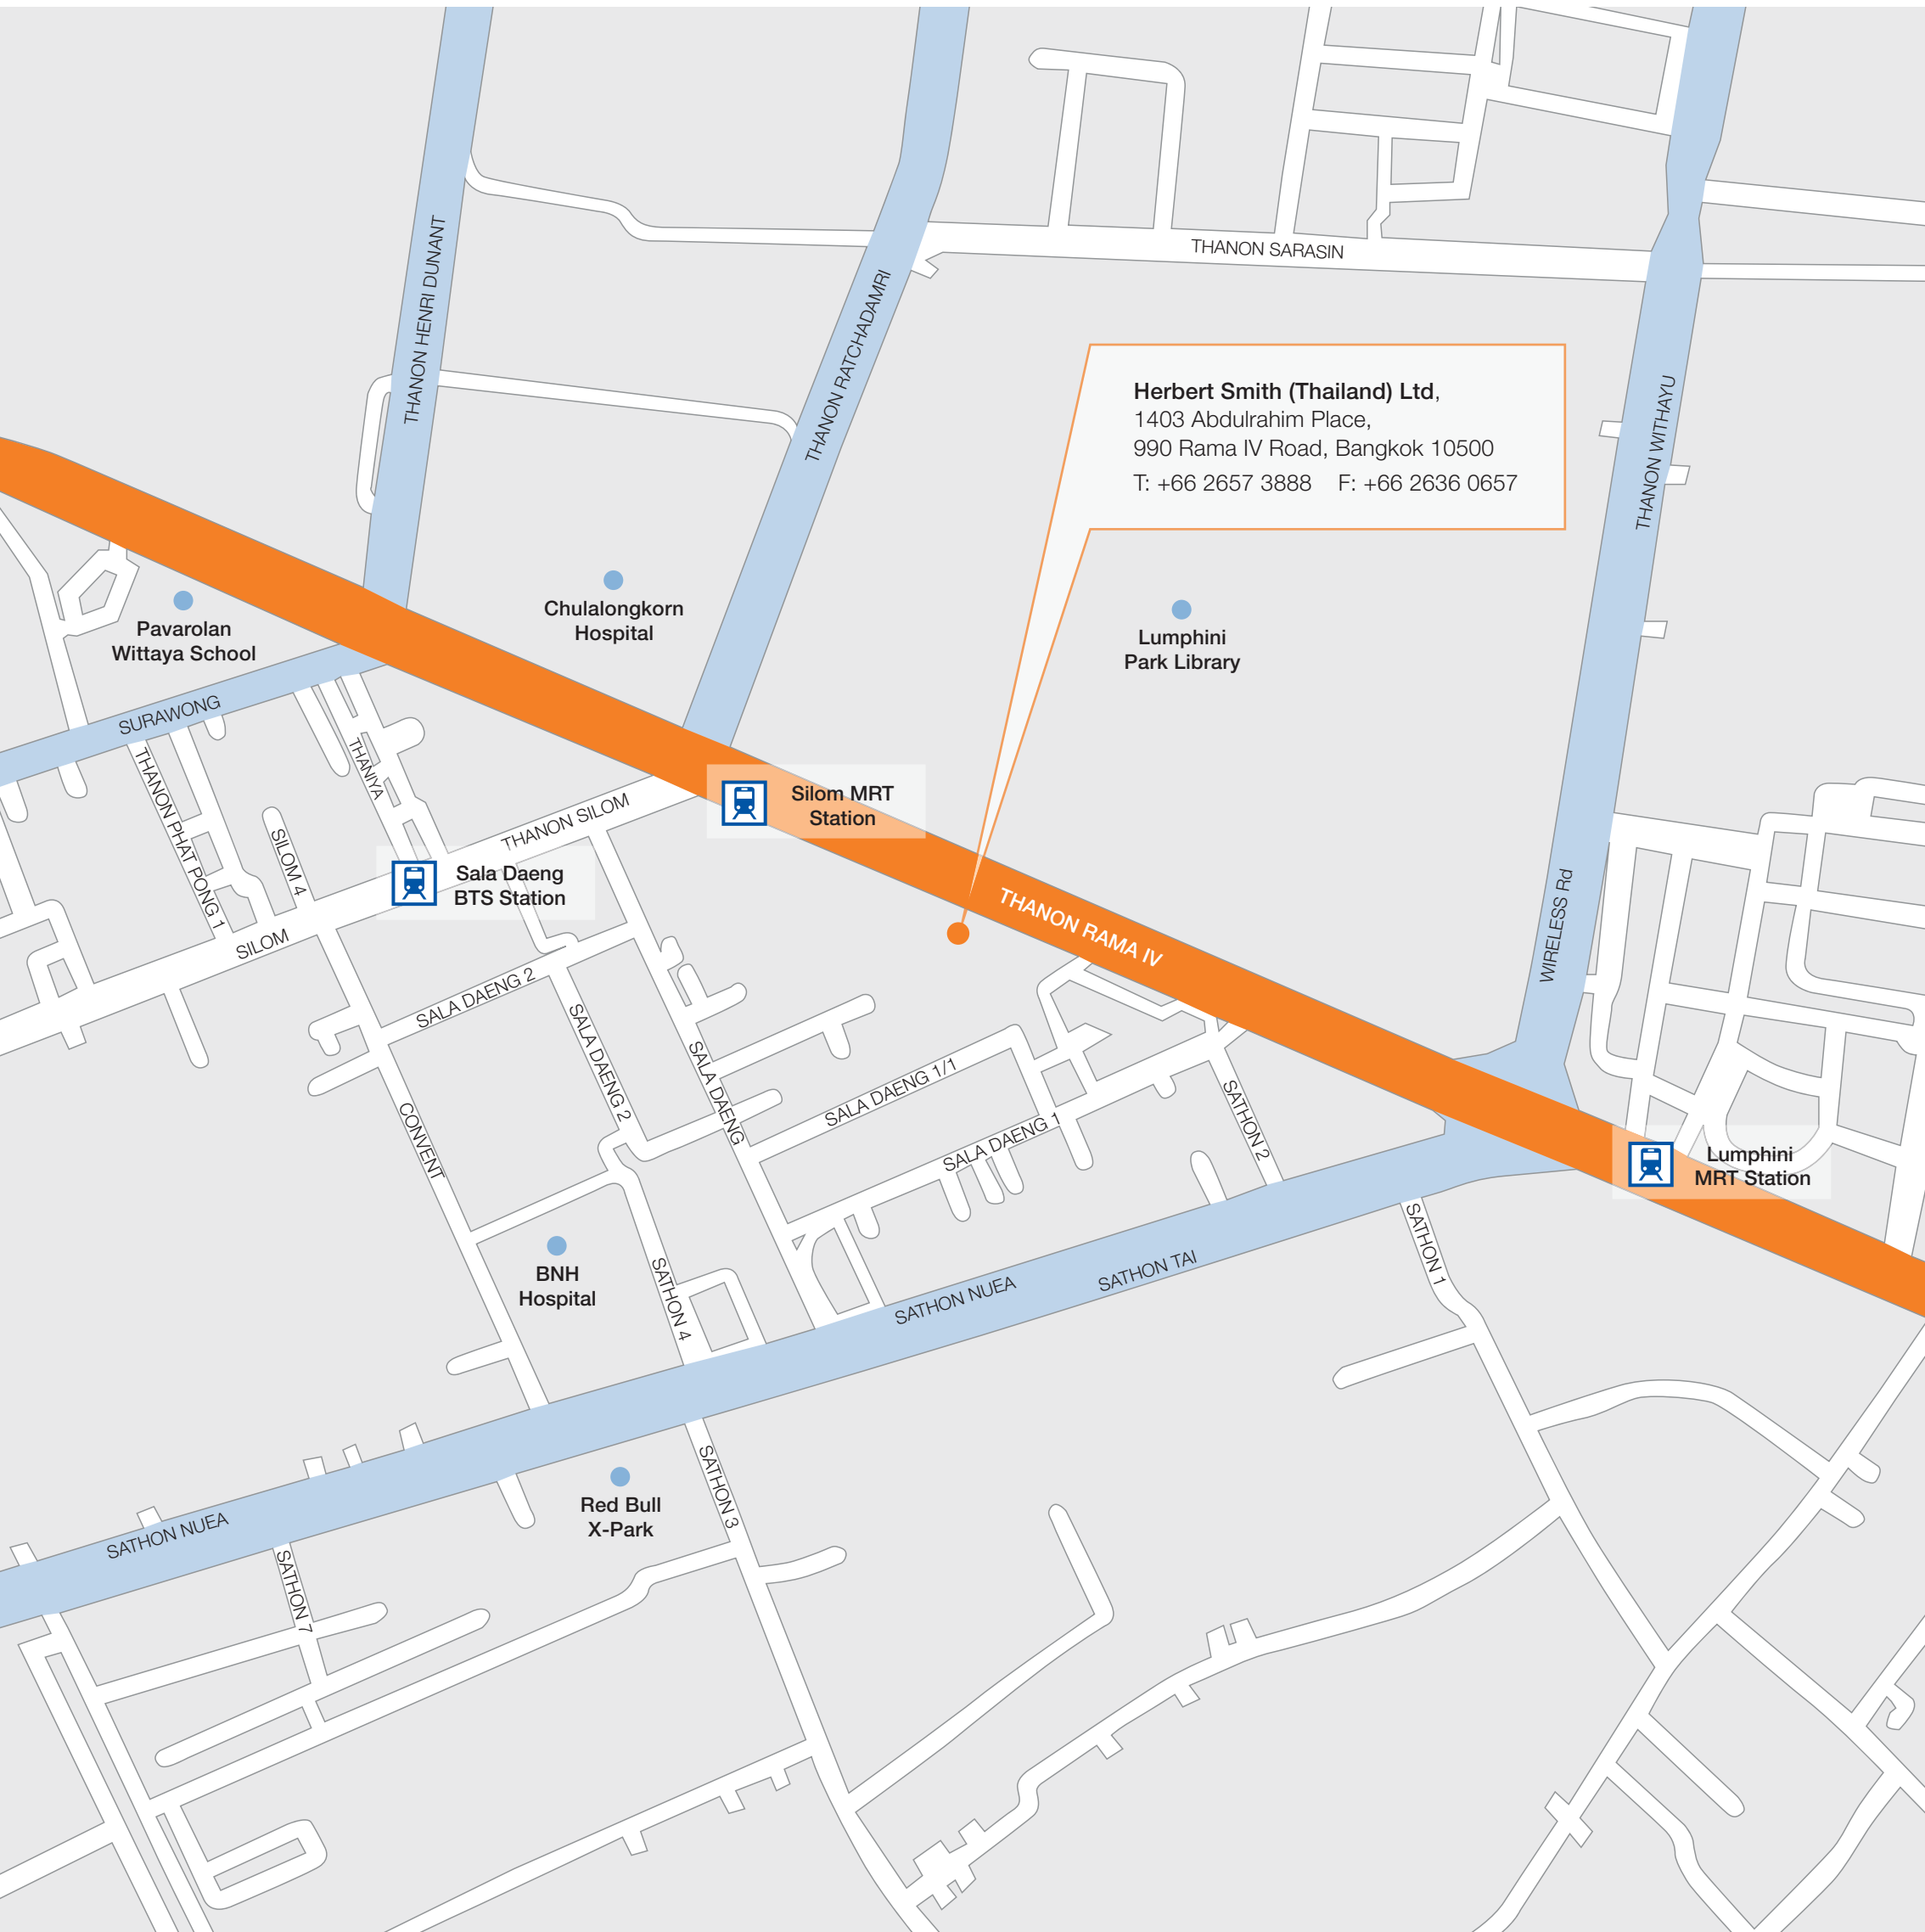 THANON HENRI DUNANT
THANON RATCHADAMRI
THANON SARASIN
THANON WITHAYU
Herbert Smith (Thailand) Ltd,
1403 Abdulrahim Place,
990 Rama IV Road, Bangkok 10500
T: +66 2657 3888 F: +66 2636 0657
Pavarolan
Wittaya School
Chulalongkorn
Hospital
Lumphini
Park Library
SURAWONG
THANON PHAT PONG 1
THANIYA
SILOM 4
THANON SILOM
Silom MRT
Station
Sala Daeng
BTS Station
SILOM
THANON RAMA IV
WIRELESS Rd
SALA DAENG 2
SALA DAENG 2
SALA DAENG
SALA DAENG 1/1
SALA DAENG 1
SATHON 2
CONVENT
Lumphini
MRT Station
BNH
Hospital
SATHON 4
SATHON NUEA
SATHON TAI
SATHON 1
Red Bull
X-Park
SATHON 3
SATHON NUEA
SATHON 7